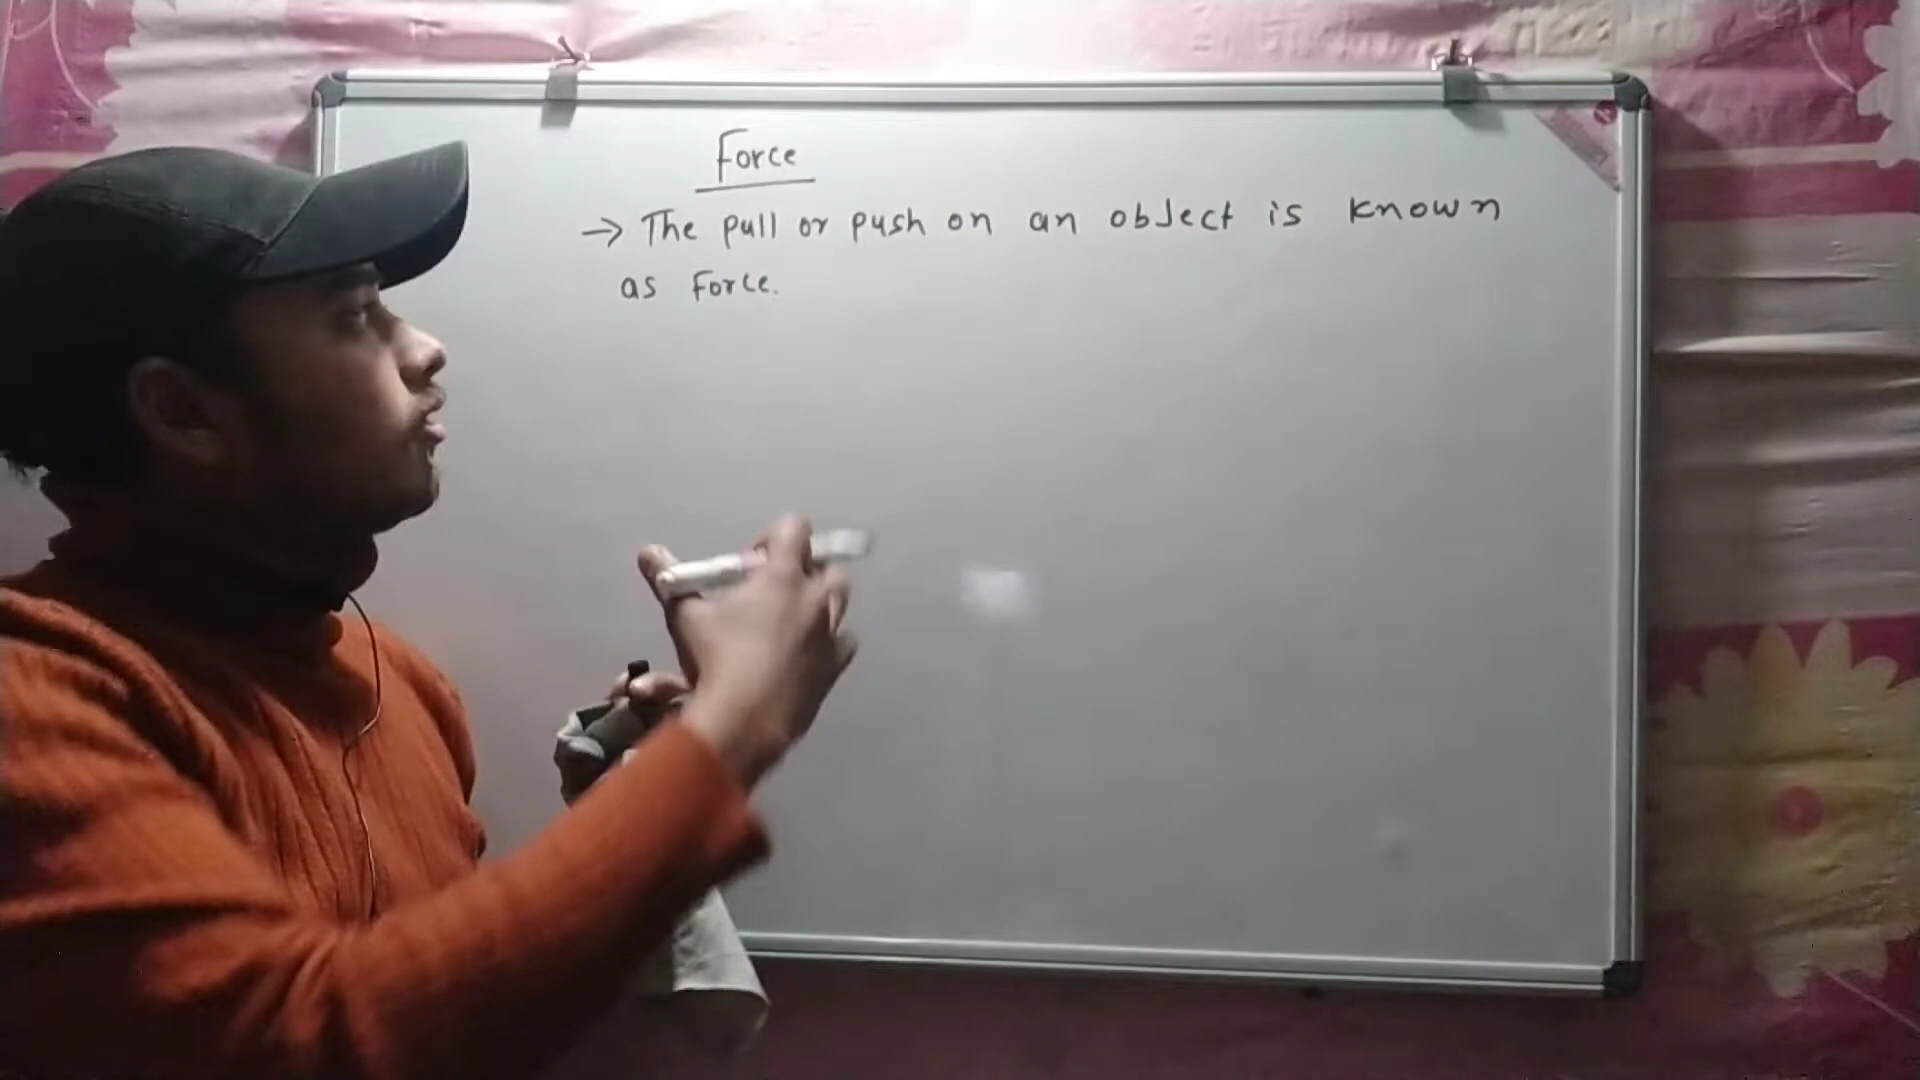 Force
→ The pull or push on an object is known
as Force.